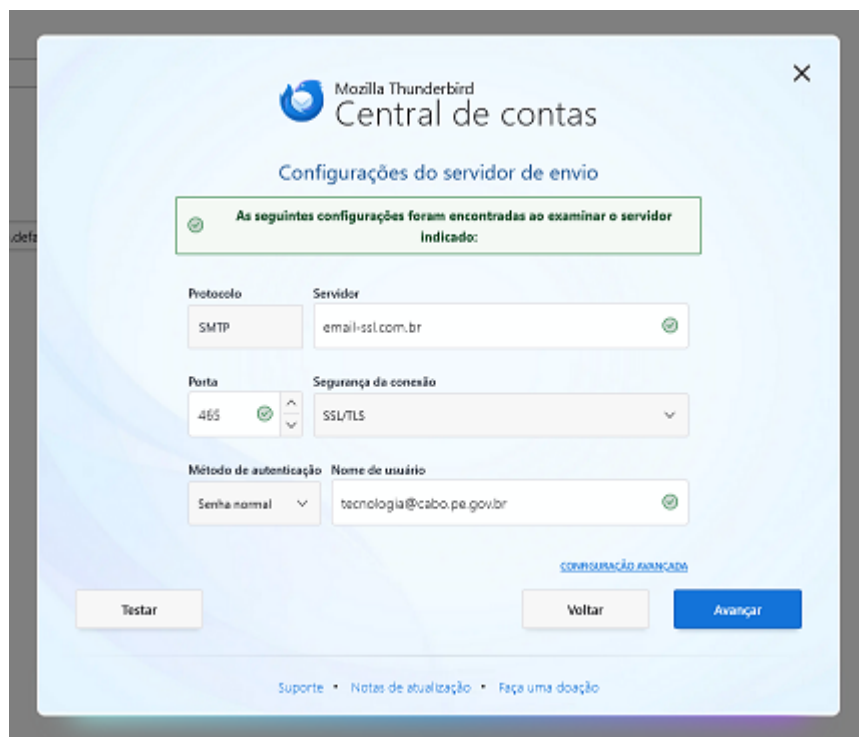 Mozilla Thunderbird
Central de contas
Configurações do servidor de envio
As seguintes configurações foram encontradas ao examinar o servidor
indicado:
.defa
Protocolo Servidor
SMTP email-ssl.com.br
Porta Segurança da conexão
465 SSL/TLS
Método de autenticação Nome de usuário
Senha normal tecnologia@cabo.pe.gov.br
CONFIGURAÇÃO AVANÇADA
Testar Voltar Avançar
Suporte • Notas de atualização • Faça uma doação